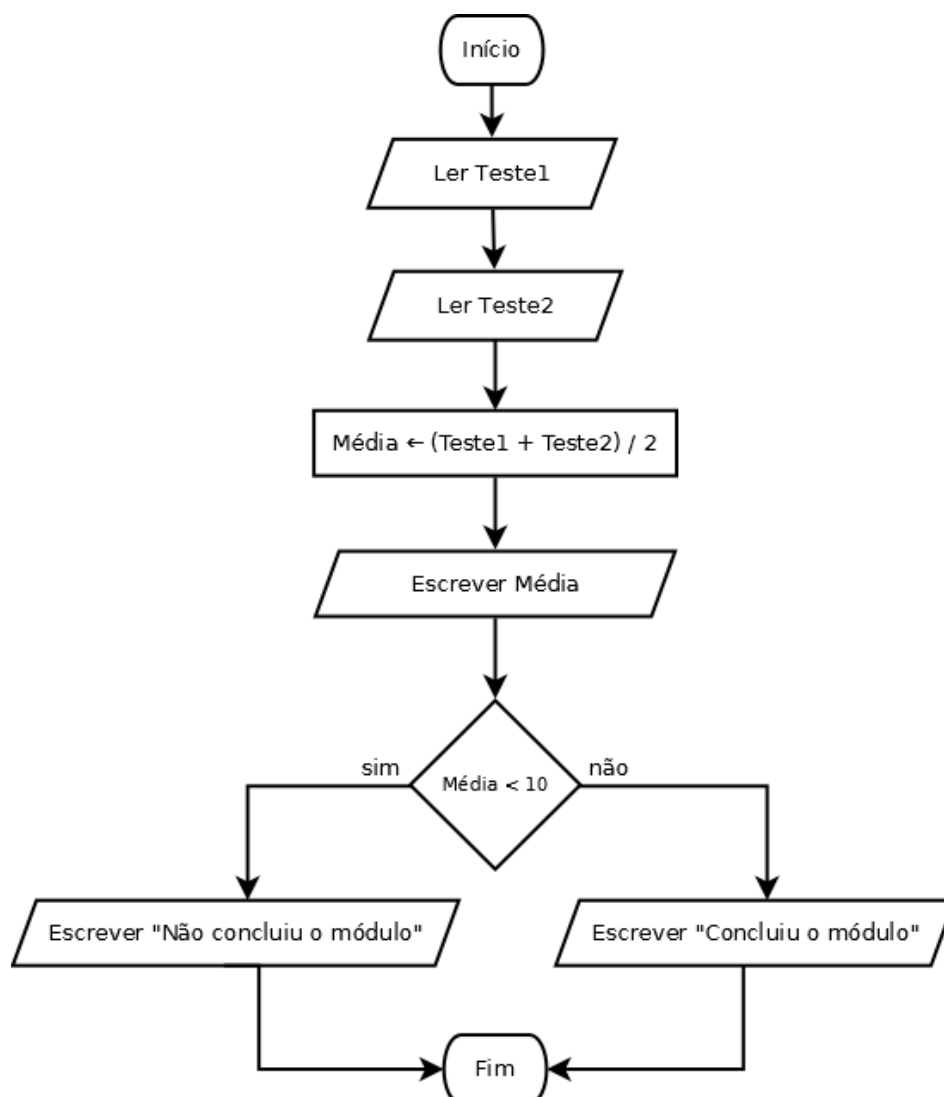 Início
Ler Teste1
Ler Teste2
Média ← (Teste1 + Teste2) / 2
Escrever Média
sim
não
Média < 10
Escrever "Não concluiu o módulo"
Escrever "Concluiu o módulo"
Fim